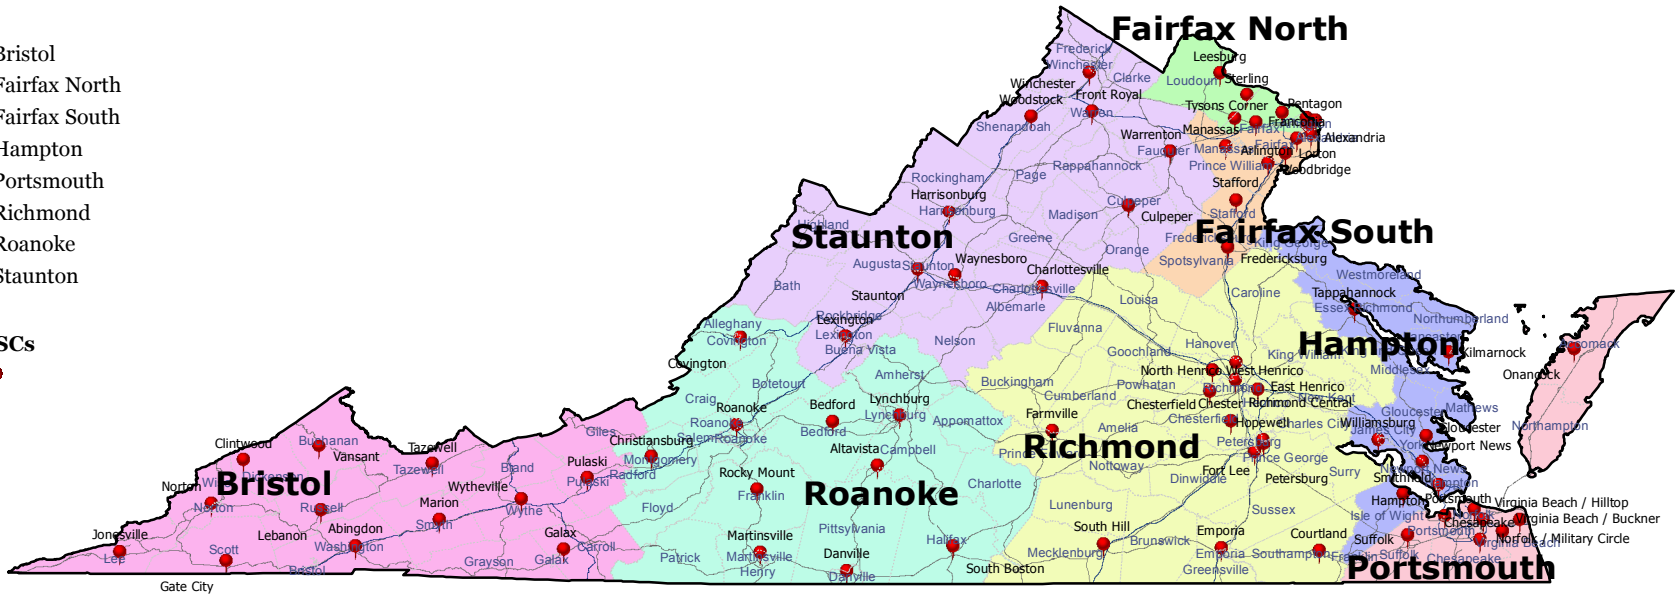 Bristol
Fairfax North
Fairfax South
Hampton
Portsmouth
Richmond
Roanoke
Staunton
SCs
Fairfax North
Frederick
Leesburg
Winchester
Clarke
Loudoun
Sterling
Winchester
Front Royal
Woodstock
Tysons Corner
Pentagon
Warren
Shenandoah
Warrenton
Manassas
Fairfax
Franconia
Alexandria
Fauquier
Manassas
Arlington
Fairfax
Lorton
Rappahannock
Prince William
Woodbridge
Page
Rockingham
Stafford
Harrisonburg
Harrisonburg
Culpeper
Madison
Culpeper
Stafford
Highland
Staunton
Greene
Orange
Fairfax South
King George
Spotsylvania
Fredericksburg
Augusta
Staunton
Waynesboro
Waynesboro
Charlottesville
Charlottesville
Westmoreland
Bath
Staunton
Albemarle
Louisa
Caroline
Tappahannock
Essex
Richmond
Northumberland
Rockbridge
Lexington
Lexington
Buena Vista
Nelson
Fluvanna
Alleghany
Covington
Covington
Goochland
Hanover
King William
Hampton
Lancaster
Kilmarnock
Middlesex
Accomack
Onancock
Botetourt
Amherst
Buckingham
Powhatan
Cumberland
North Henrico
West Henrico
Richmond
East Henrico
New Kent
Craig
Roanoke
Bedford
Lynchburg
Lynchburg
Farmville
Chesterfield
Chester
Richmond Central
Gloucester
Mathews
Roanoke
Salem
Roanoke
Bedford
Appomattox
Amelia
Chesterfield
Hopewell
Charles City
Williamsburg
James City
Gloucester
Northampton
Giles
Christiansburg
Montgomery
Radford
Altavista
Campbell
Richmond
Petersburg
Prince George
York
Newport News
Clintwood
Buchanan
Vansant
Tazewell
Tazewell
Bland
Pulaski
Pulaski
Rocky Mount
Franklin
Charlotte
Nottoway
Fort Lee
Dinwiddie
Petersburg
Surry
Newport News
Smithfield
Hampton
Norton
Wise
Bristol
Dickenson
Norton
Russell
Wytheville
Wythe
Marion
Smyth
Floyd
Roanoke
Lunenburg
Sussex
Hampton
Portsmouth
Isle of Wight
Virginia Beach / Hilltop
Virginia Beach / Buckner
Chesapeake
Portsmouth
Norfolk / Military Circle
Virginia Beach
Jonesville
Lee
Scott
Lebanon
Abingdon
Washington
Bristol
Gate City
Grayson
Galax
Galax
Carroll
Patrick
Martinsville
Martinsville
Henry
Pittsylvania
Danville
Danville
Halifax
South Boston
South Hill
Mecklenburg
Brunswick
Emporia
Emporia
Greensville
Courtland
Southampton
Franklin
Suffolk
Suffolk
Chesapeake
Portsmouth